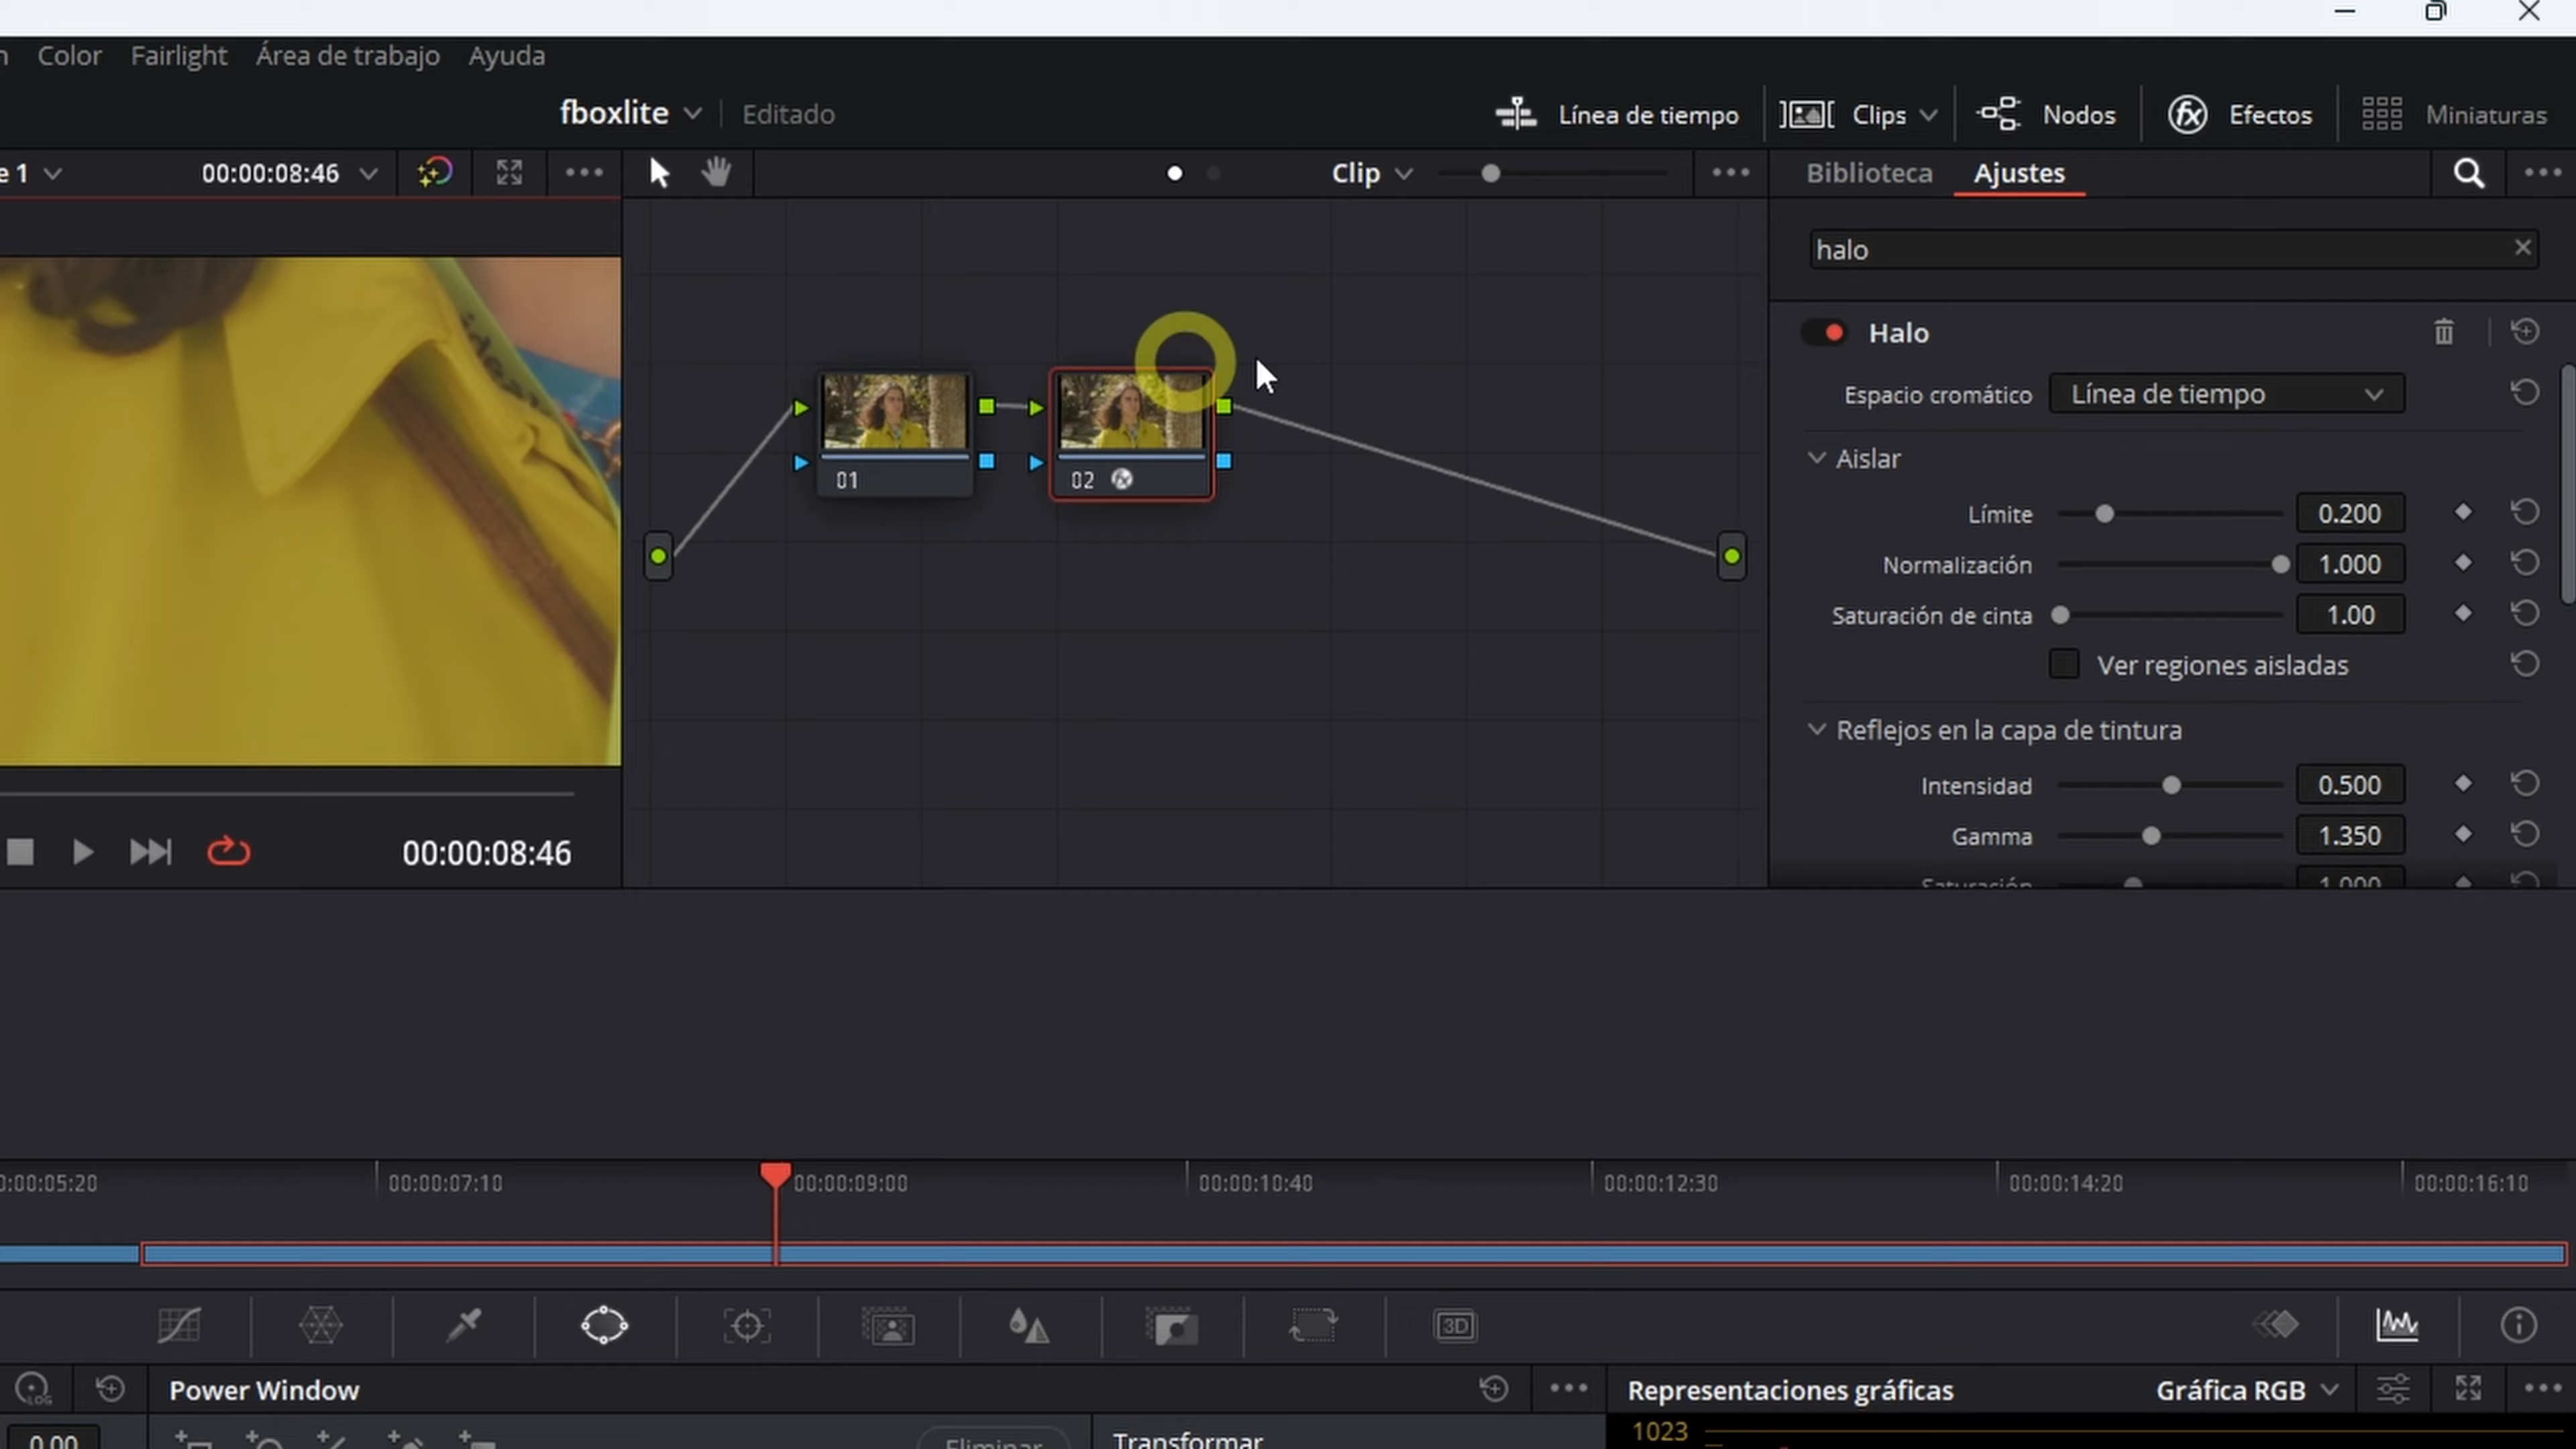 Color Fairlight Área de trabajo Ayuda
fboxlite Editado Línea de tiempo Clips Nodos Efectos Miniaturas
e 1 00:00:08:46 Clip Biblioteca Ajustes
halo
Halo
Espacio cromático Línea de tiempo
Aislar
Límite 0.200
Normalización 1.000
Saturación de cinta 1.00
Ver regiones aisladas
01 02
Reflejos en la capa de tintura
Intensidad 0.500
Gamma 1.350
Saturación 1.000
00:00:08:46
0:00:05:20 00:00:07:10 00:00:09:00 00:00:10:40 00:00:12:30 00:00:14:20 00:00:16:10
3D
LOG Power Window Representaciones gráficas Gráfica RGB
0.00 Eliminar Transformar 1023